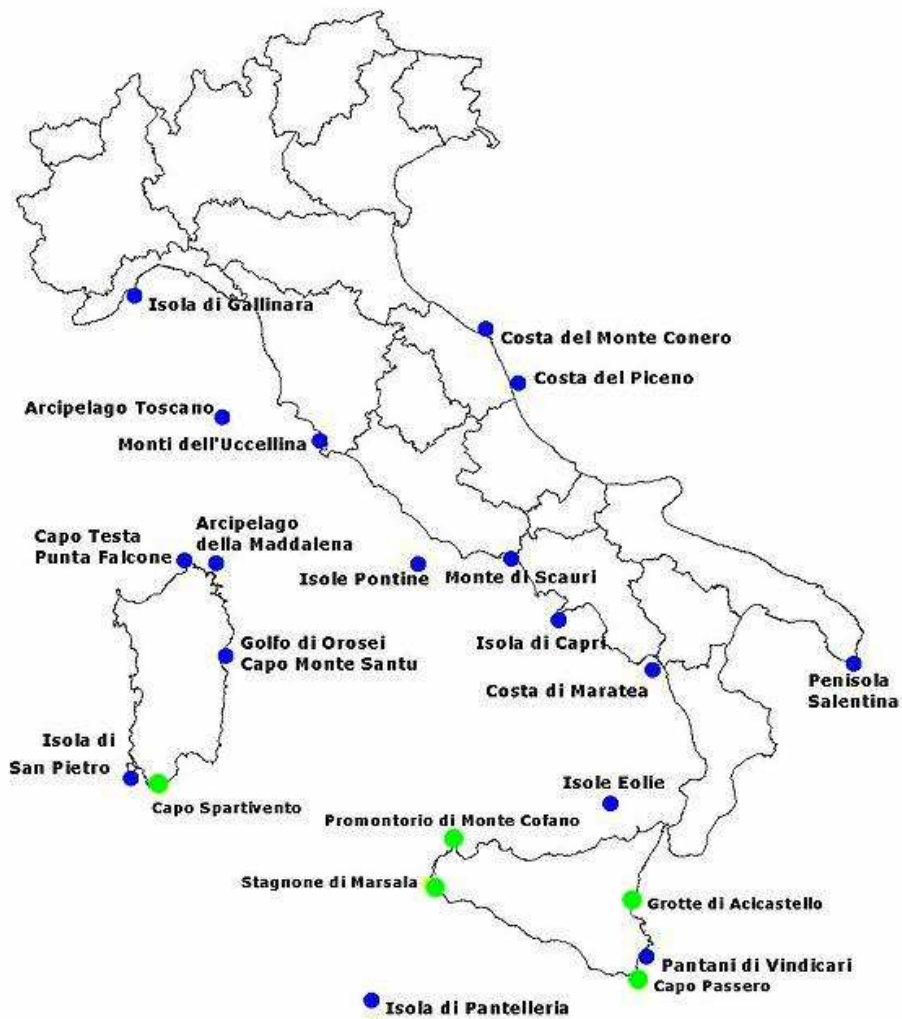 Isola di Gallinara
Costa del Monte Conero
Costa del Piceno
Arcipelago Toscano
Monti dell'Uccellina
Capo Testa
Punta Falcone
Arcipelago
della Maddalena
Isole Pontine
Monte di Scauri
Golfo di Orosei
Capo Monte Santu
Isola di Capri
Costa di Maratea
Penisola
Salentina
Isola di
San Pietro
Capo Spartivento
Isole Eolie
Promontorio di Monte Cofano
Stagnone di Marsala
Grotte di Acicastello
Pantani di Vindicari
Capo Passero
Isola di Pantelleria